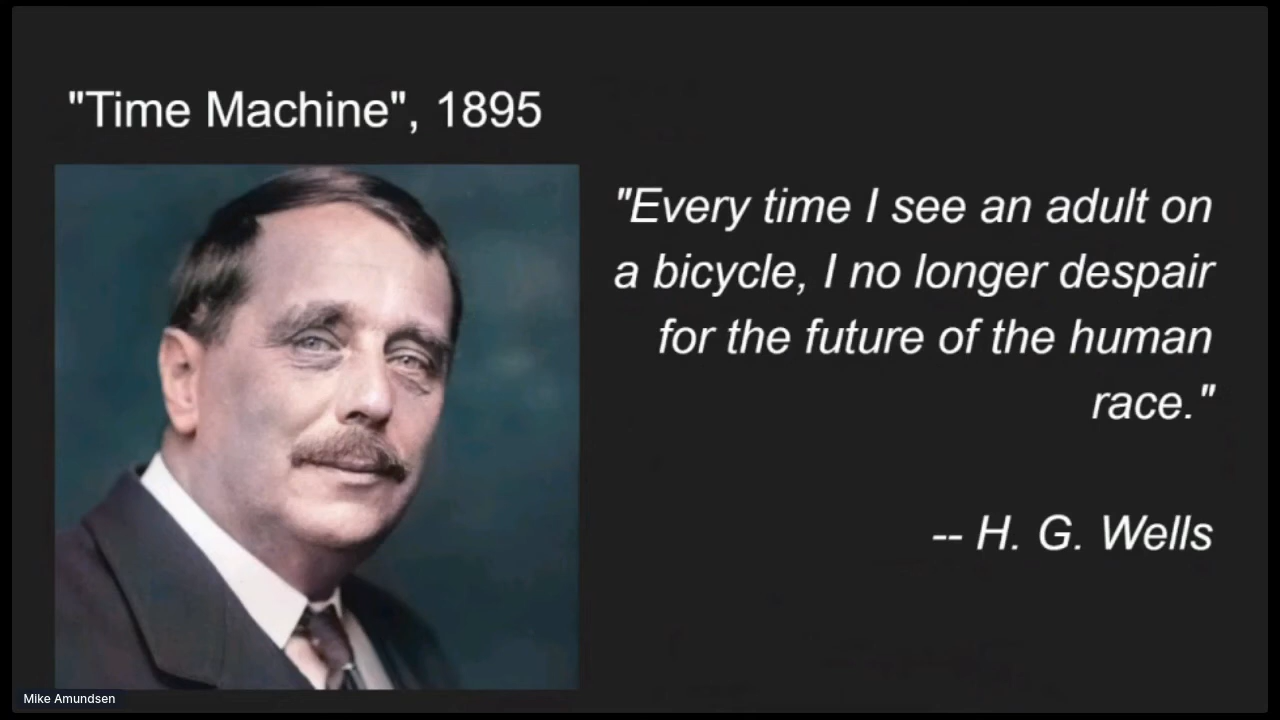 "Time Machine", 1895
"Every time I see an adult on
a bicycle, I no longer despair
for the future of the human
race."
-- H. G. Wells
Mike Amundsen